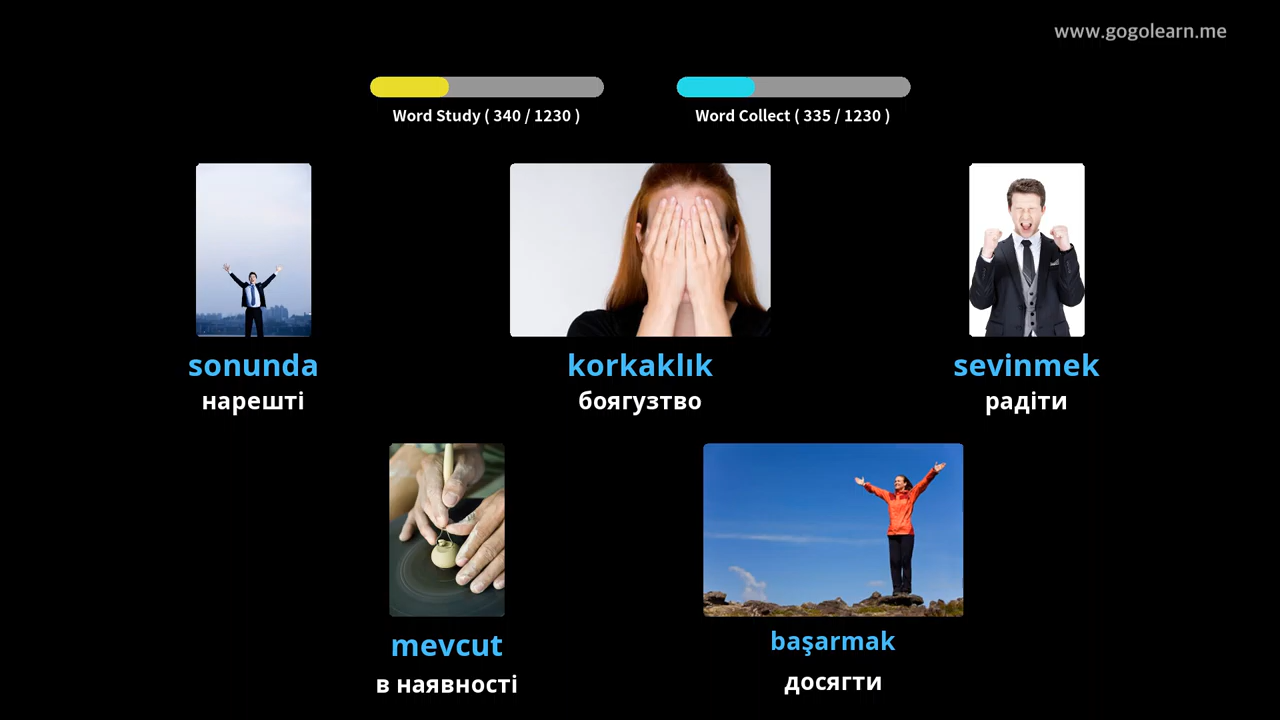 www.gogolearn.me
Word Study ( 340 / 1230 )
Word Collect ( 335 / 1230 )
sonunda
нарешті
korkaklık
боягузтво
sevinmek
радіти
mevcut
в наявності
başarmak
досягти